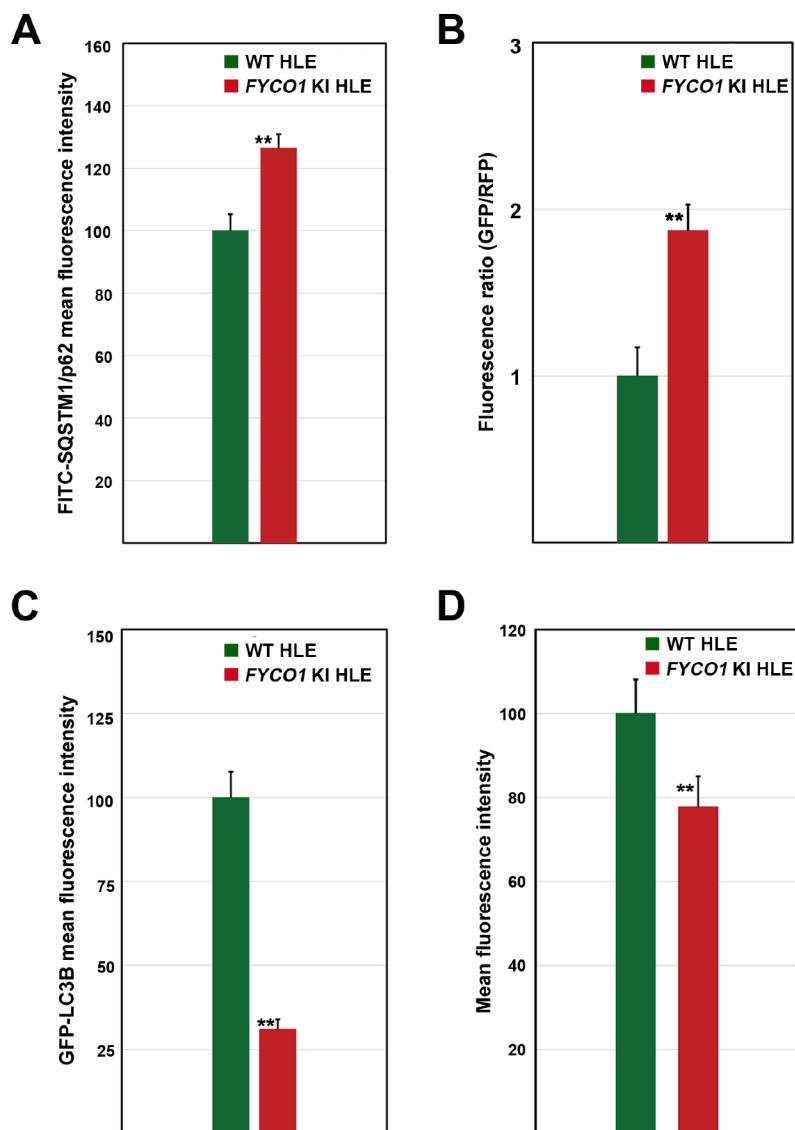 A
FITC-SQSTM1/p62 mean fluorescence intensity
160
140
120
100
80
60
40
20
WT HLE
FYCO1 KI HLE
**
B
Fluorescence ratio (GFP/RFP)
3
2
1
WT HLE
FYCO1 KI HLE
**
C
GFP-LC3B mean fluorescence intensity
150
125
100
75
50
25
WT HLE
FYCO1 KI HLE
**
D
Mean fluorescence intensity
120
100
80
60
40
20
WT HLE
FYCO1 KI HLE
**